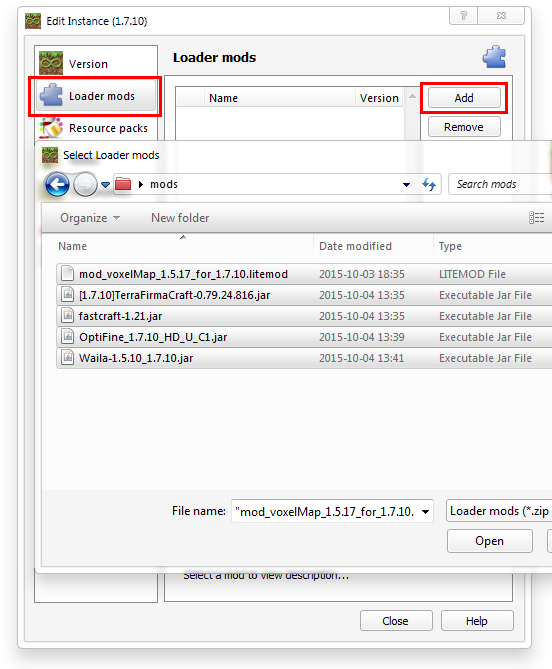 Edit Instance (1.7.10)
?
Version
Loader mods
Resource packs
Loader mods
Name Version
Add
Remove
Select Loader mods
mods
Search mods
Organize New folder
Name Date modified Type
mod_voxelMap_1.5.17_for_1.7.10.litemod 2015-10-03 18:35 LITEMOD File
[1.7.10]TerraFirmaCraft-0.79.24.816.jar 2015-10-04 13:35 Executable Jar File
fastcraft-1.21.jar 2015-10-04 13:35 Executable Jar File
OptiFine_1.7.10_HD_U_C1.jar 2015-10-04 13:39 Executable Jar File
Waila-1.5.10_1.7.10.jar 2015-10-04 13:41 Executable Jar File
File name: "mod_voxelMap_1.5.17_for_1.7.10. Loader mods (*.zip
Open
Select a mod to view description...
Close Help